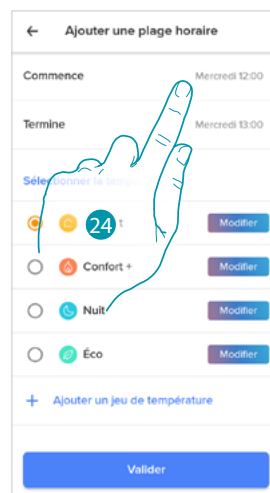 Ajouter une plage horaire
Commence Mercredi 12:00
Termine Mercredi 13:00
24
Modifier
Confort + Modifier
Nuit Modifier
Éco Modifier
+ Ajouter un jeu de température
Valider